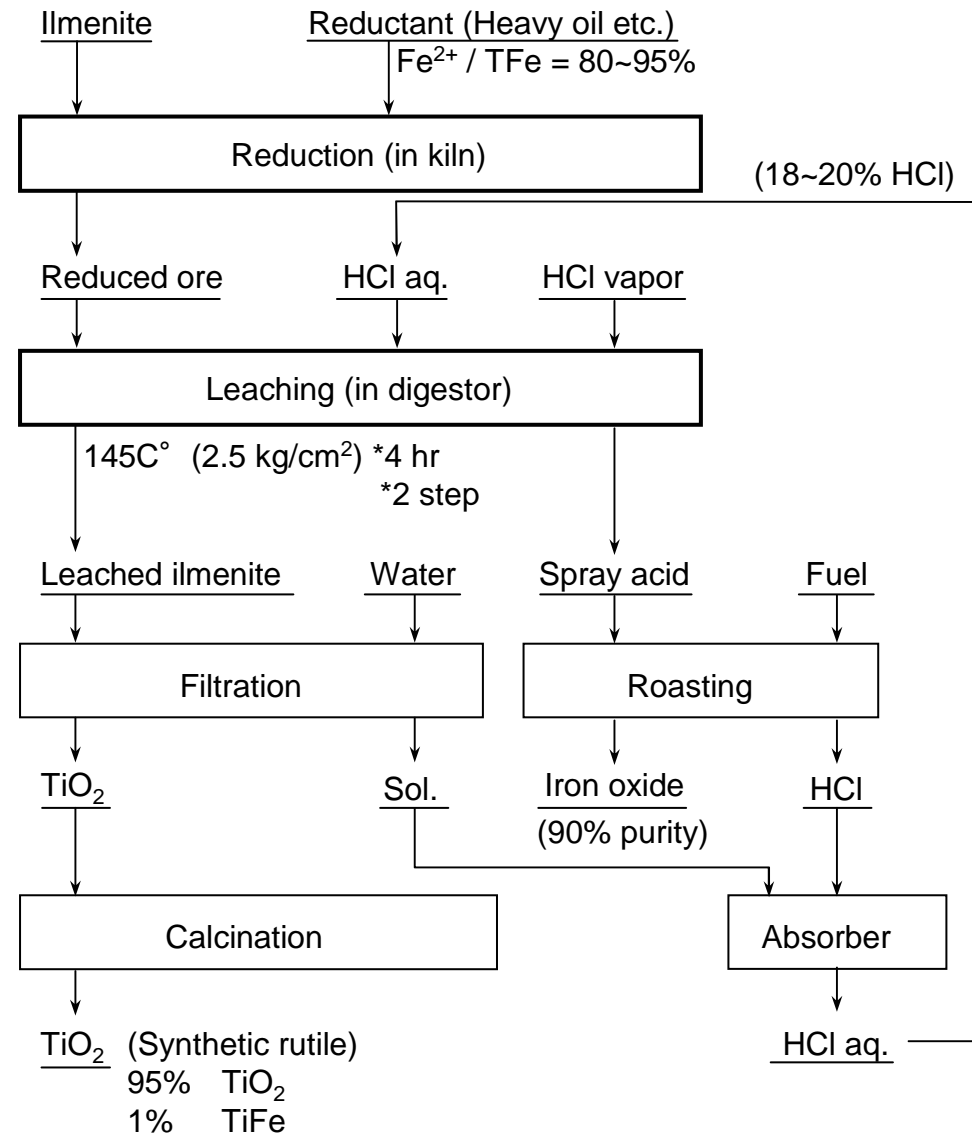 Ilmenite
Reductant (Heavy oil etc.)
Fe²⁺ / TFe = 80~95%
Reduction (in kiln)
(18~20% HCl)
Reduced ore
HCl aq.
HCl vapor
Leaching (in digestor)
145C° (2.5 kg/cm²) *4 hr
*2 step
Leached ilmenite
Water
Spray acid
Fuel
Filtration
Roasting
TiO₂
Sol.
Iron oxide
HCl
(90% purity)
Calcination
Absorber
TiO₂ (Synthetic rutile)
HCl aq.
95% TiO₂
1% TiFe